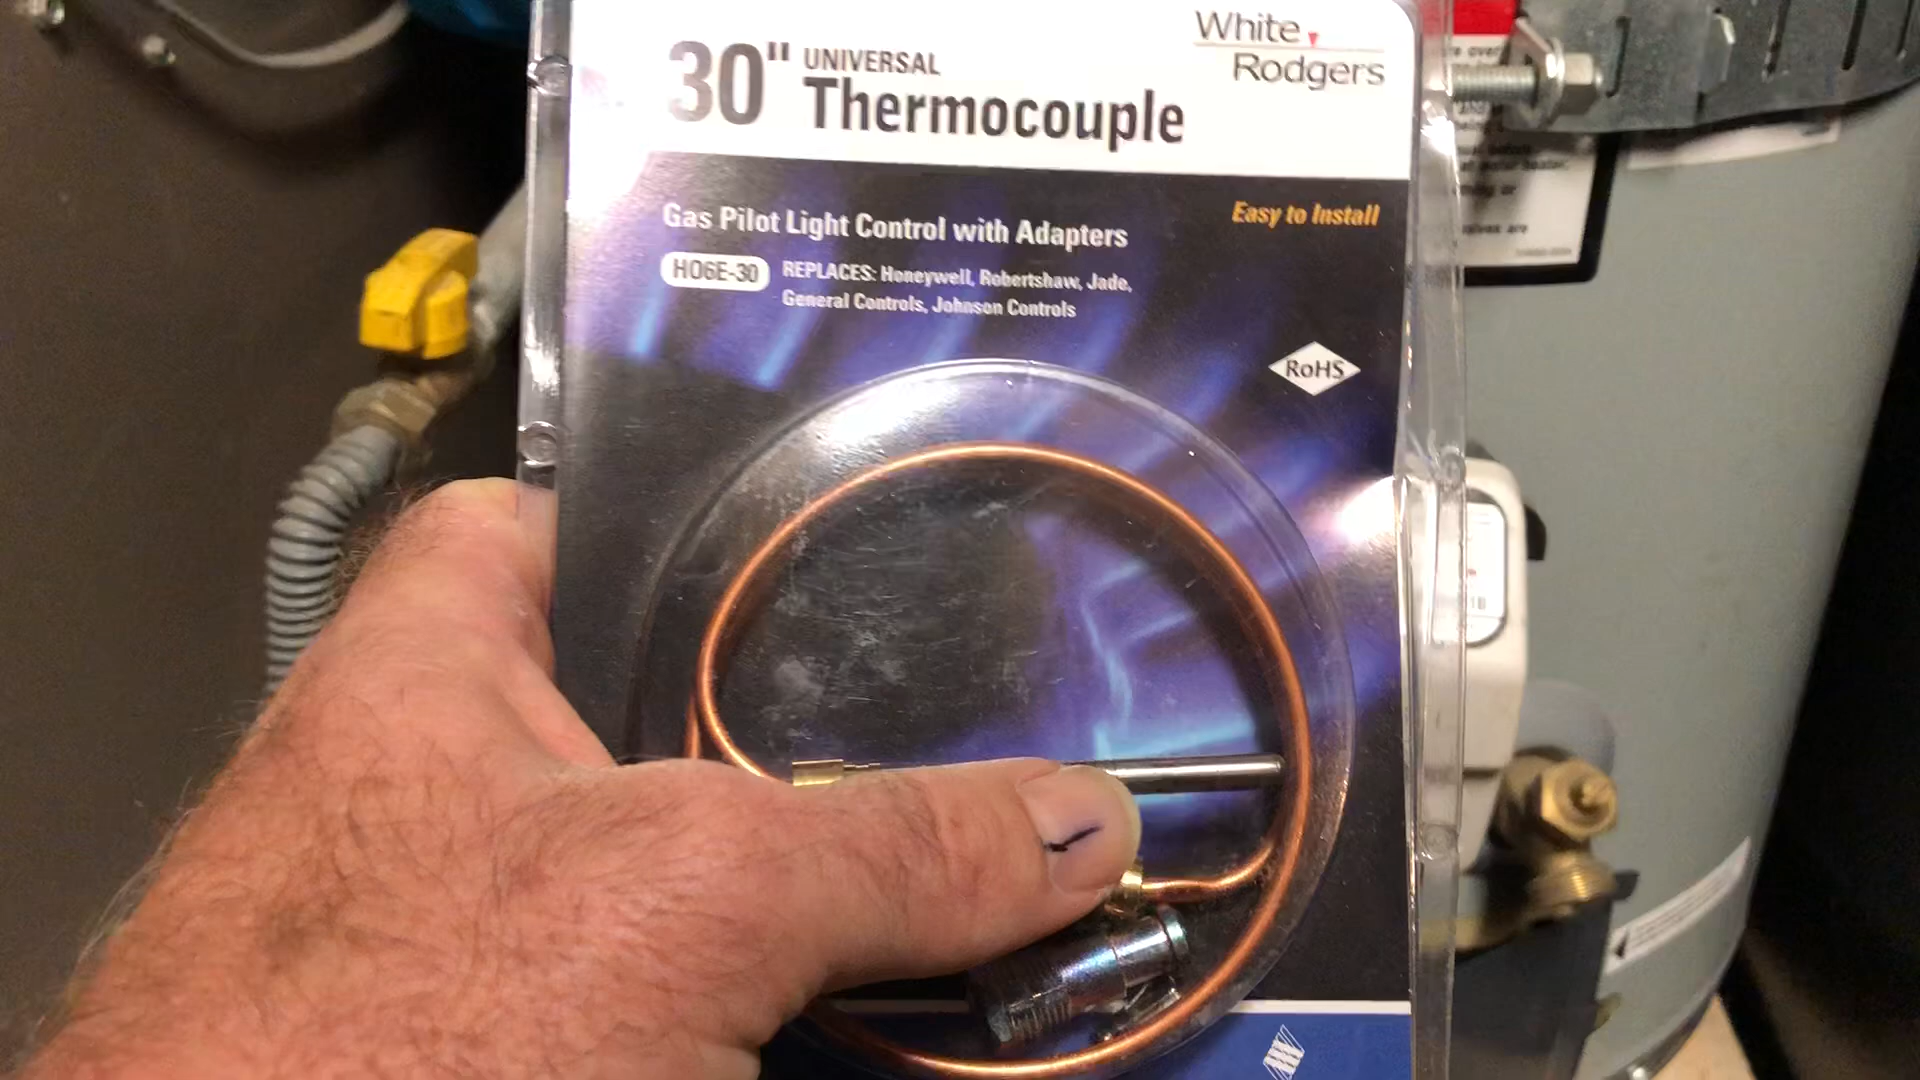 White
Rodgers
30" UNIVERSAL
Thermocouple
Easy to Install
Gas Pilot Light Control with Adapters
HO6E-30
REPLACES: Honeywell, Robertshaw, Jade,
General Controls, Johnson Controls
RoHS